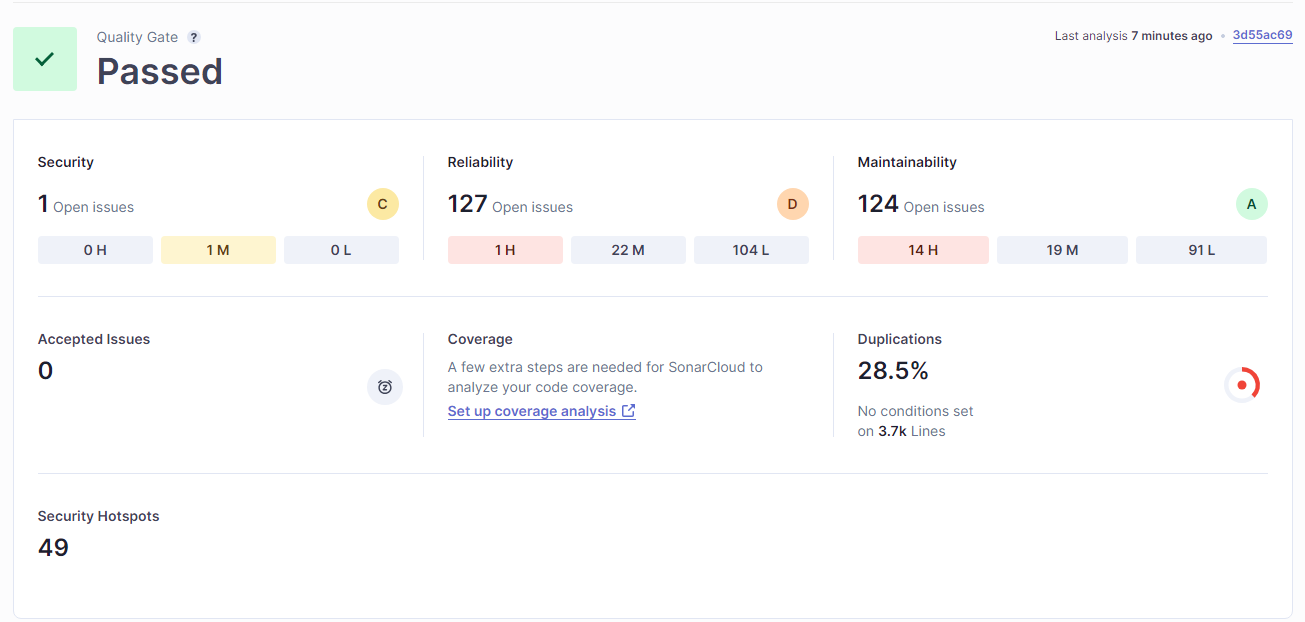 Quality Gate ?
Passed
Last analysis 7 minutes ago • 3d55ac69
Security
1 Open issues
C
0 H
1 M
0 L
Reliability
127 Open issues
D
1 H
22 M
104 L
Maintainability
124 Open issues
A
14 H
19 M
91 L
Accepted Issues
0
Coverage
A few extra steps are needed for SonarCloud to
analyze your code coverage.
Set up coverage analysis
Duplications
28.5%
No conditions set
on 3.7k Lines
Security Hotspots
49